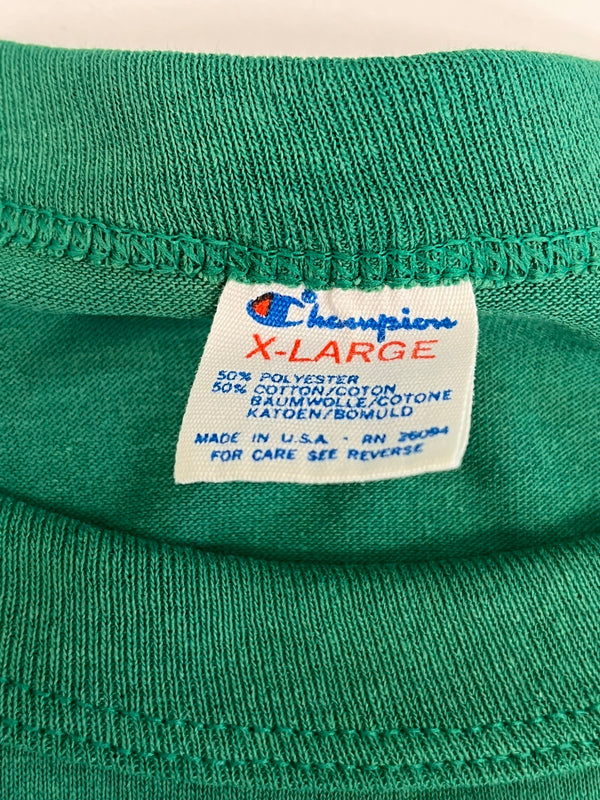 ®
Champion
X-LARGE
50% POLYESTER
50% COTTON/COTON
BAUMWOLLE/COTONE
KATOEN/BOMULD
MADE IN U.S.A. - RN 26094
FOR CARE SEE REVERSE